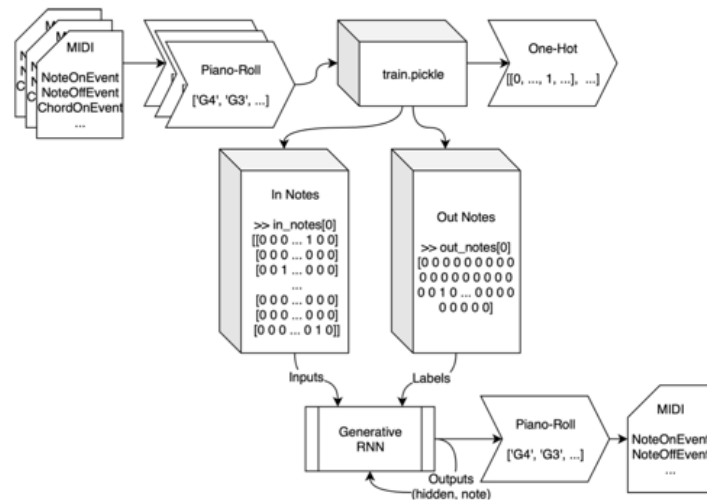 MIDI
NoteOnEvent
NoteOffEvent
ChordOnEvent
...
Piano-Roll
['G4', 'G3', ...]
train.pickle
One-Hot
[[0, ..., 1, ...], ...]
In Notes
>> in_notes[0]
[[0 0 0 ... 1 0 0]
[0 0 0 ... 0 0 0]
[0 0 1 ... 0 0 0]
...
[0 0 0 ... 0 0 0]
[0 0 0 ... 0 0 0]
[0 0 0 ... 0 1 0]]
Out Notes
>> out_notes[0]
[0 0 0 0 0 0 0 0 0
0 0 0 0 0 0 0 0 0
0 0 1 0 ... 0 0 0 0
0 0 0 0 0]
Inputs
Labels
Generative
RNN
Outputs
(hidden, note)
Piano-Roll
['G4', 'G3', ...]
MIDI
NoteOnEvent
NoteOffEvent
...